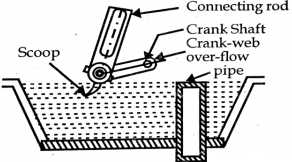 Connecting rod
Crank Shaft
Crank-web
Scoop
over-flow
pipe